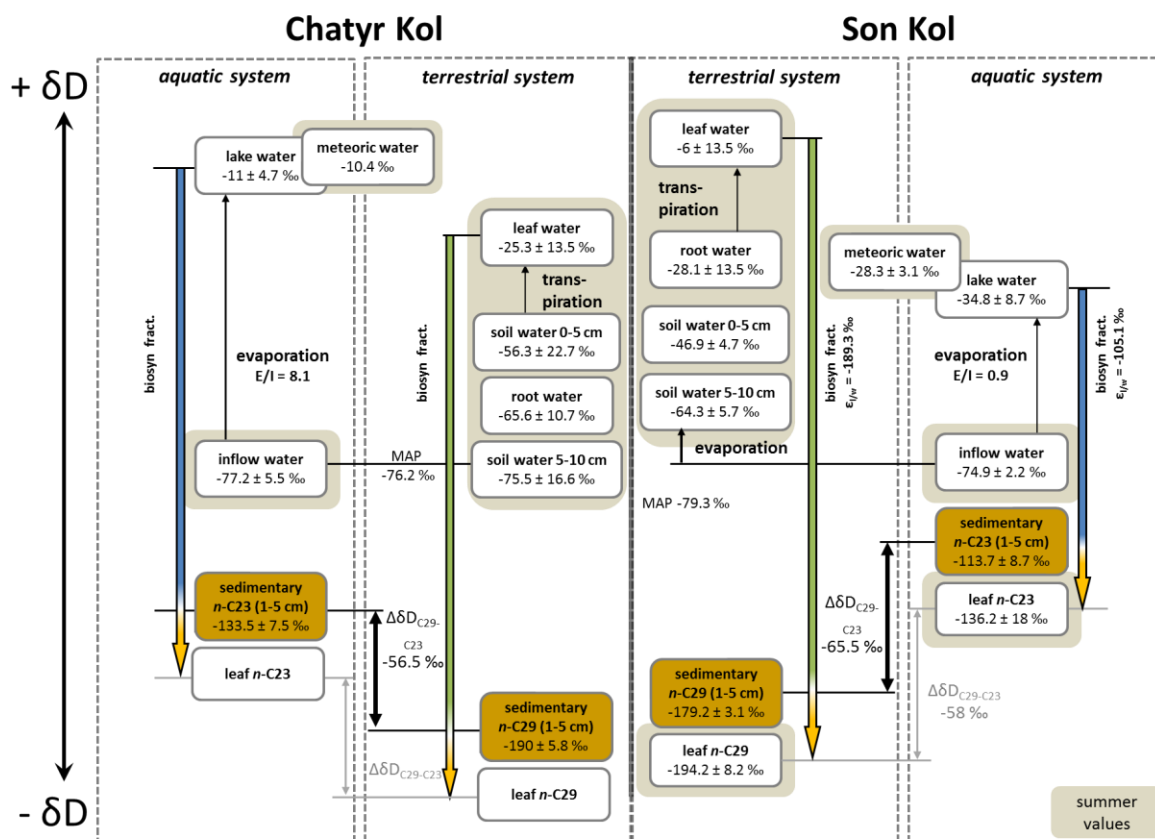 Chatyr Kol
Son Kol
aquatic system
terrestrial system
terrestrial system
aquatic system
+ δD
- δD
lake water
-11 ± 4.7 ‰
meteoric water
-10.4 ‰
biosyn fract.
evaporation
E/I = 8.1
inflow water
-77.2 ± 5.5 ‰
sedimentary
n-C23 (1-5 cm)
-133.5 ± 7.5 ‰
leaf n-C23
leaf water
-25.3 ± 13.5 ‰
trans-
piration
soil water 0-5 cm
-56.3 ± 22.7 ‰
root water
-65.6 ± 10.7 ‰
soil water 5-10 cm
-75.5 ± 16.6 ‰
biosyn fract.
MAP
-76.2 ‰
ΔδDC29-
C23
-56.5 ‰
sedimentary
n-C29 (1-5 cm)
-190 ± 5.8 ‰
ΔδDC29-C23
leaf n-C29
leaf water
-6 ± 13.5 ‰
trans-
piration
root water
-28.1 ± 13.5 ‰
soil water 0-5 cm
-46.9 ± 4.7 ‰
soil water 5-10 cm
-64.3 ± 5.7 ‰
evaporation
MAP -79.3 ‰
biosyn fract.
εl/w = -189.3 ‰
sedimentary
n-C29 (1-5 cm)
-179.2 ± 3.1 ‰
leaf n-C29
-194.2 ± 8.2 ‰
meteoric water
-28.3 ± 3.1 ‰
lake water
-34.8 ± 8.7 ‰
evaporation
E/I = 0.9
biosyn fract.
εl/w = -105.1 ‰
inflow water
-74.9 ± 2.2 ‰
sedimentary
n-C23 (1-5 cm)
-113.7 ± 8.7 ‰
leaf n-C23
-136.2 ± 18 ‰
ΔδDC29-
C23
-65.5 ‰
ΔδDC29-C23
-58 ‰
summer
values